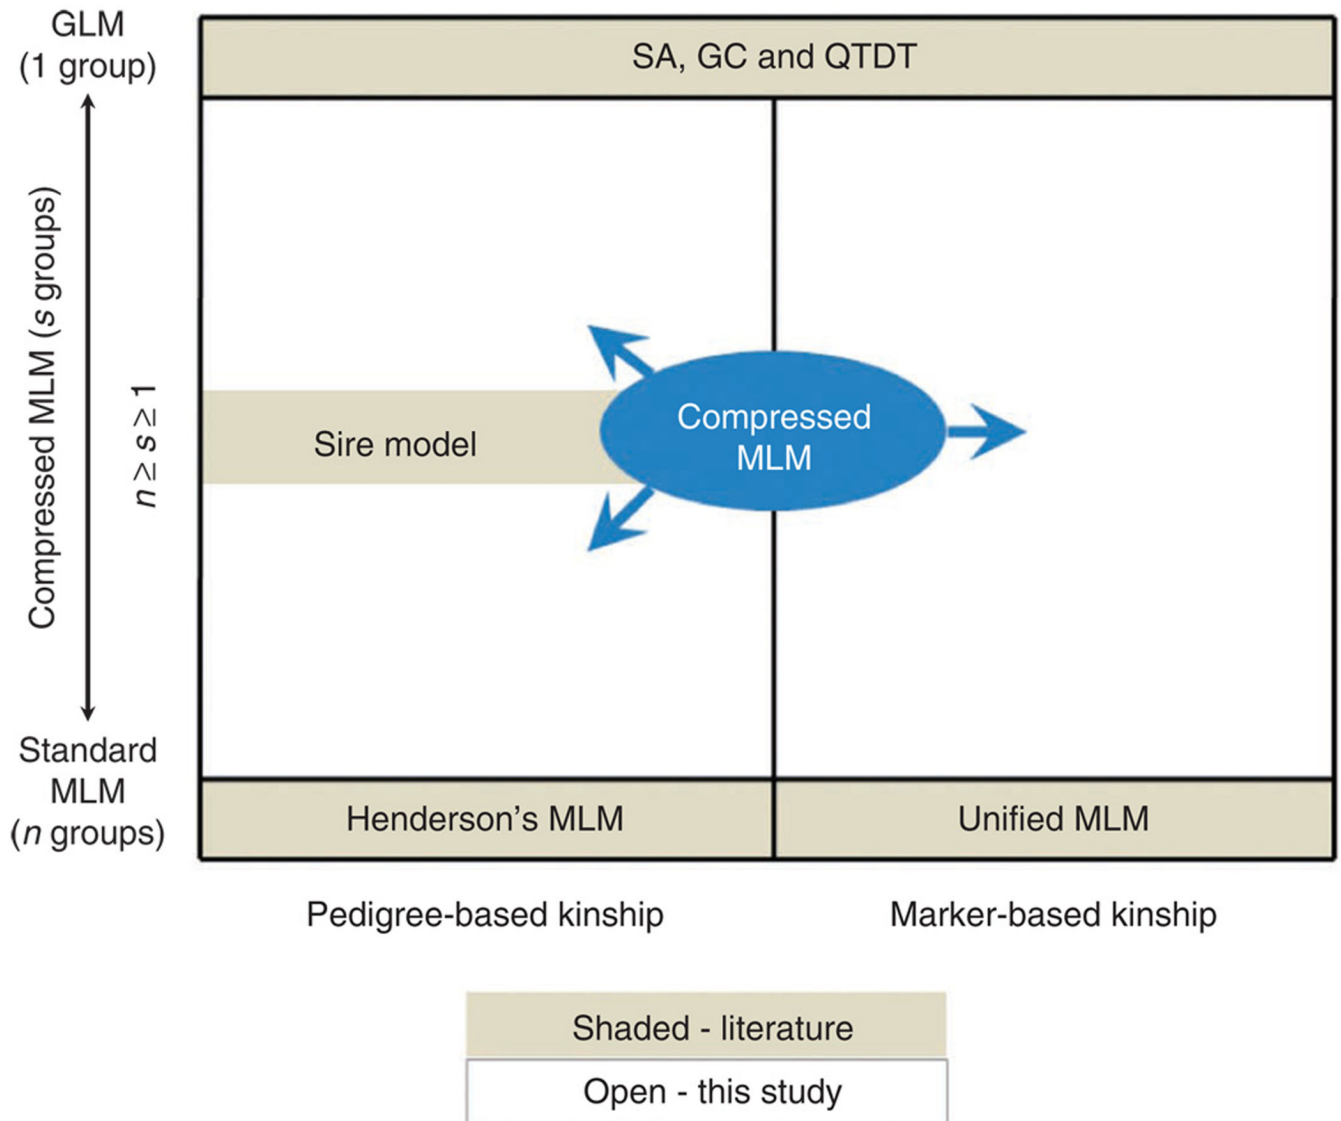 GLM
(1 group)
SA, GC and QTDT
Compressed MLM (s groups)
n ≥ s ≥ 1
Sire model
Compressed
MLM
Standard
MLM
(n groups)
Henderson’s MLM
Unified MLM
Pedigree-based kinship
Marker-based kinship
Shaded - literature
Open - this study